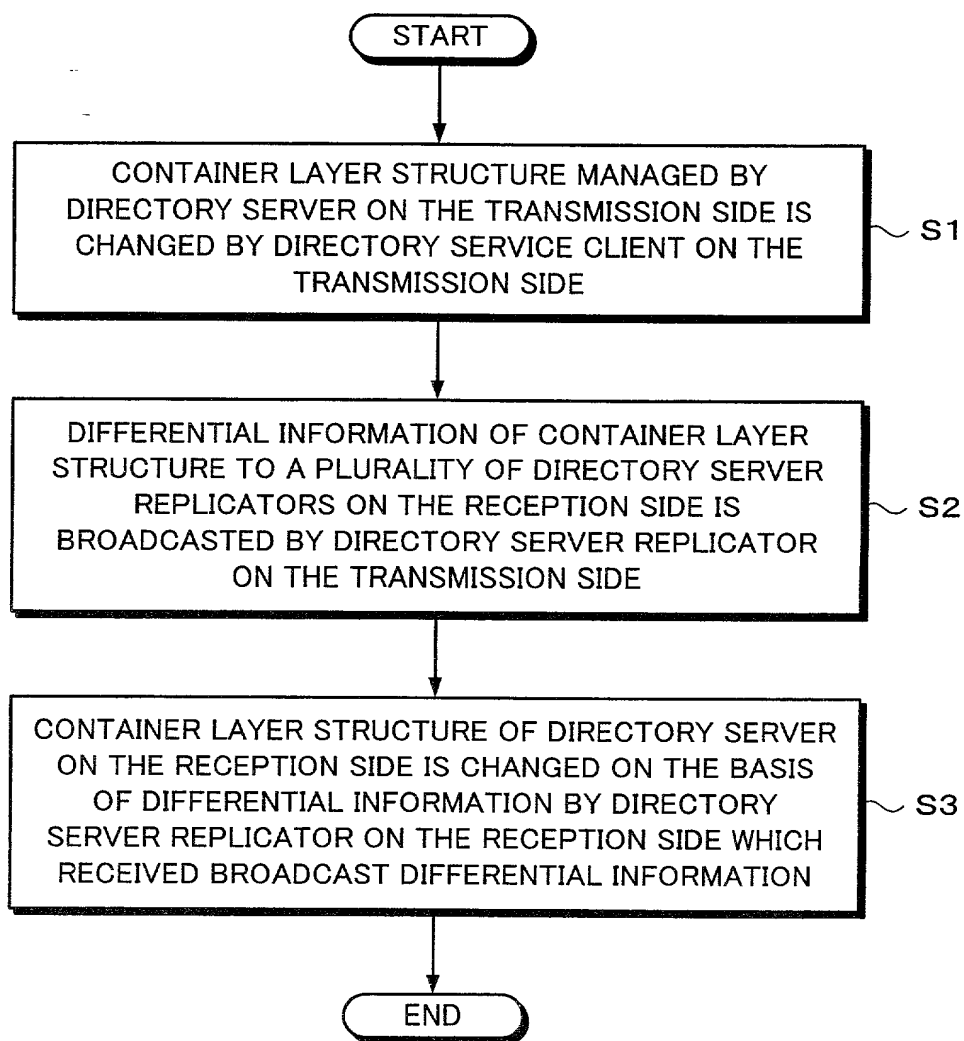 START
CONTAINER LAYER STRUCTURE MANAGED BY
DIRECTORY SERVER ON THE TRANSMISSION SIDE IS
CHANGED BY DIRECTORY SERVICE CLIENT ON THE
TRANSMISSION SIDE
S1
DIFFERENTIAL INFORMATION OF CONTAINER LAYER
STRUCTURE TO A PLURALITY OF DIRECTORY SERVER
REPLICATORS ON THE RECEPTION SIDE IS
BROADCASTED BY DIRECTORY SERVER REPLICATOR
ON THE TRANSMISSION SIDE
S2
CONTAINER LAYER STRUCTURE OF DIRECTORY SERVER
ON THE RECEPTION SIDE IS CHANGED ON THE BASIS
OF DIFFERENTIAL INFORMATION BY DIRECTORY
SERVER REPLICATOR ON THE RECEPTION SIDE WHICH
RECEIVED BROADCAST DIFFERENTIAL INFORMATION
S3
END